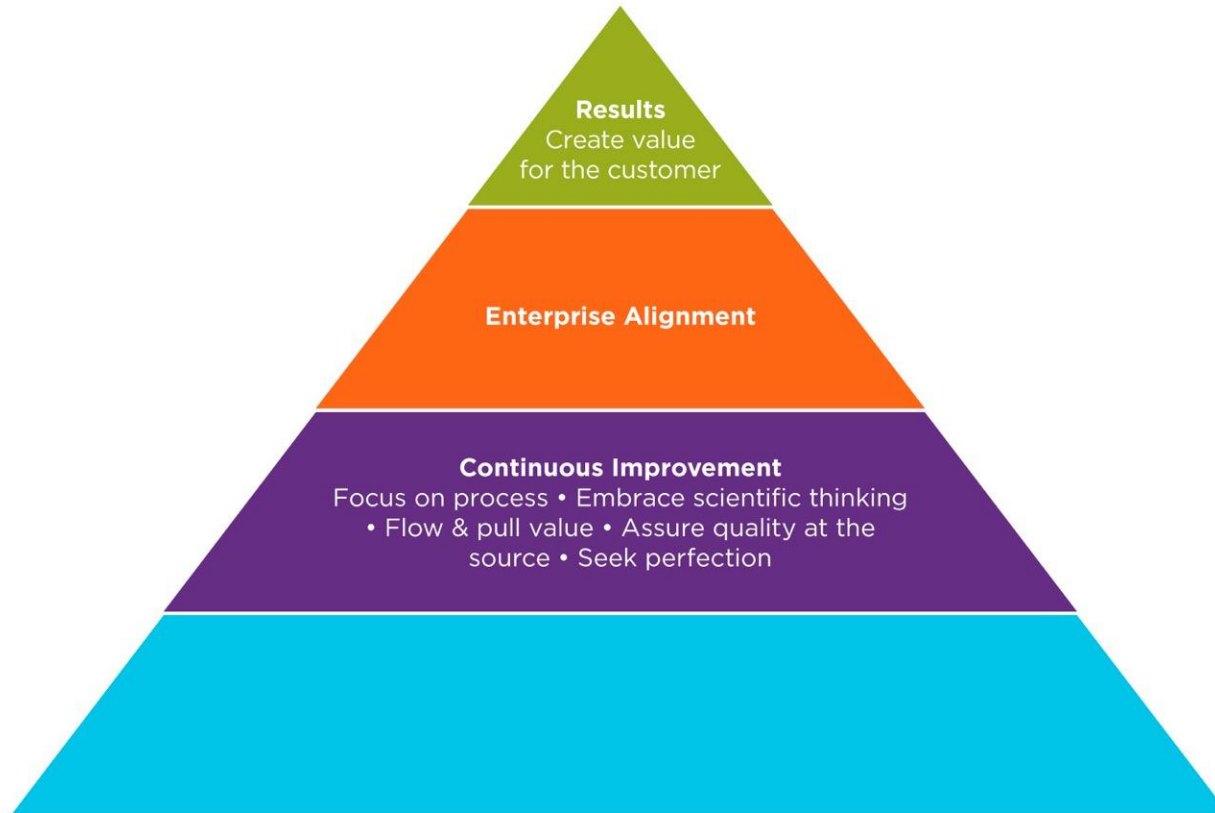 Results
Create value
for the customer
Enterprise Alignment
Continuous Improvement
Focus on process • Embrace scientific thinking
• Flow & pull value • Assure quality at the
source • Seek perfection